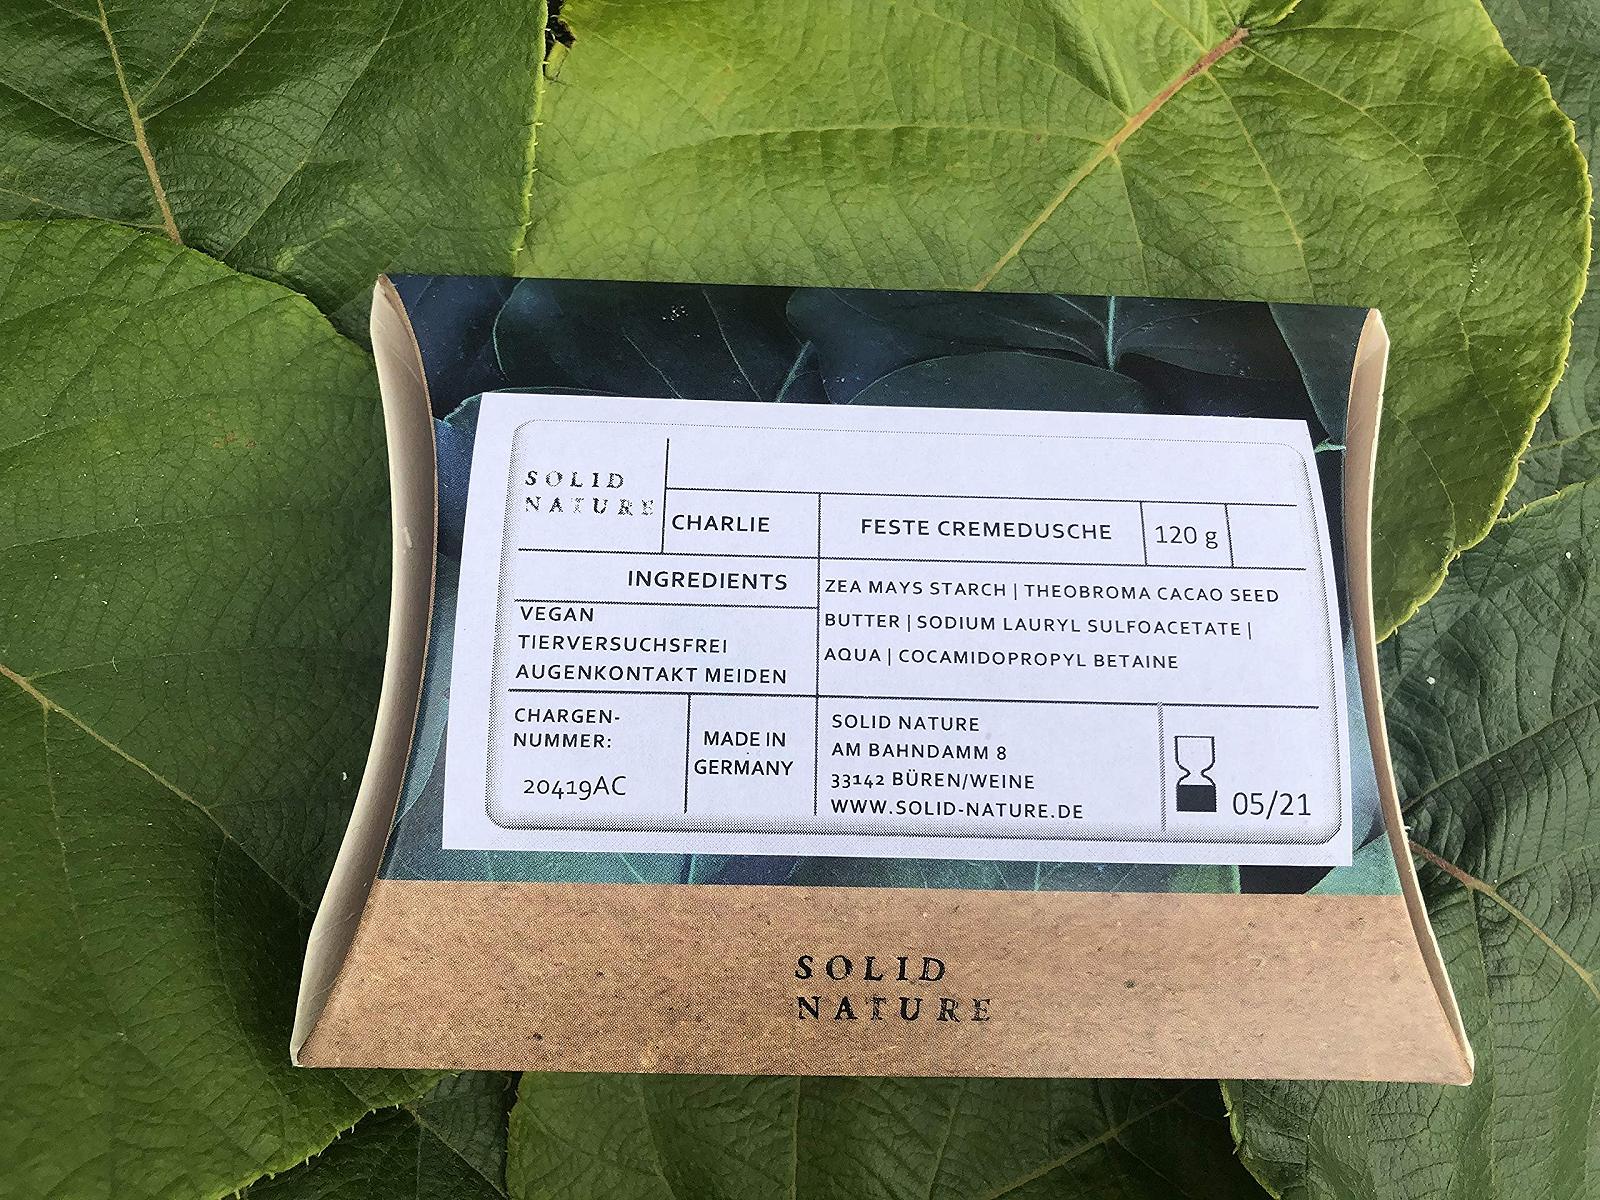 SOLID
NATURE
CHARLIE
FESTE CREMEDUSCHE
120 g
INGREDIENTS
ZEA MAYS STARCH | THEOBROMA CACAO SEED
BUTTER | SODIUM LAURYL SULFOACETATE |
AQUA | COCAMIDOPROPYL BETAINE
VEGAN
TIERVERSUCHSFREI
AUGENKONTAKT MEIDEN
CHARGEN-
NUMMER:
20419AC
MADE IN
GERMANY
SOLID NATURE
AM BAHNDAMM 8
33142 BÜREN/WEINE
WWW.SOLID-NATURE.DE
05/21
SOLID
NATURE